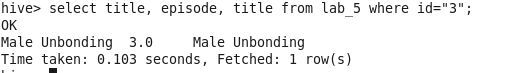 hive> select title, episode, title from lab_5 where id="3";
OK
Male Unbonding  3.0     Male Unbonding
Time taken: 0.103 seconds, Fetched: 1 row(s)